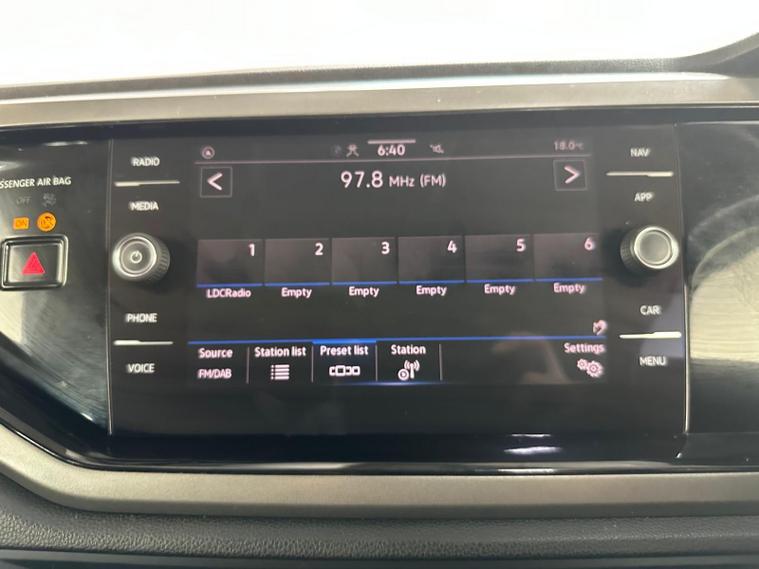 SSENGER AIR BAG
OFF
ON
RADIO
MEDIA
PHONE
VOICE
6:40
18.0°C
97.8 MHz (FM)
1 2 3 4 5 6
LDCRadio Empty Empty Empty Empty Empty
Source Station list Preset list Station Settings
FM/DAB
NAV
APP
CAR
MENU